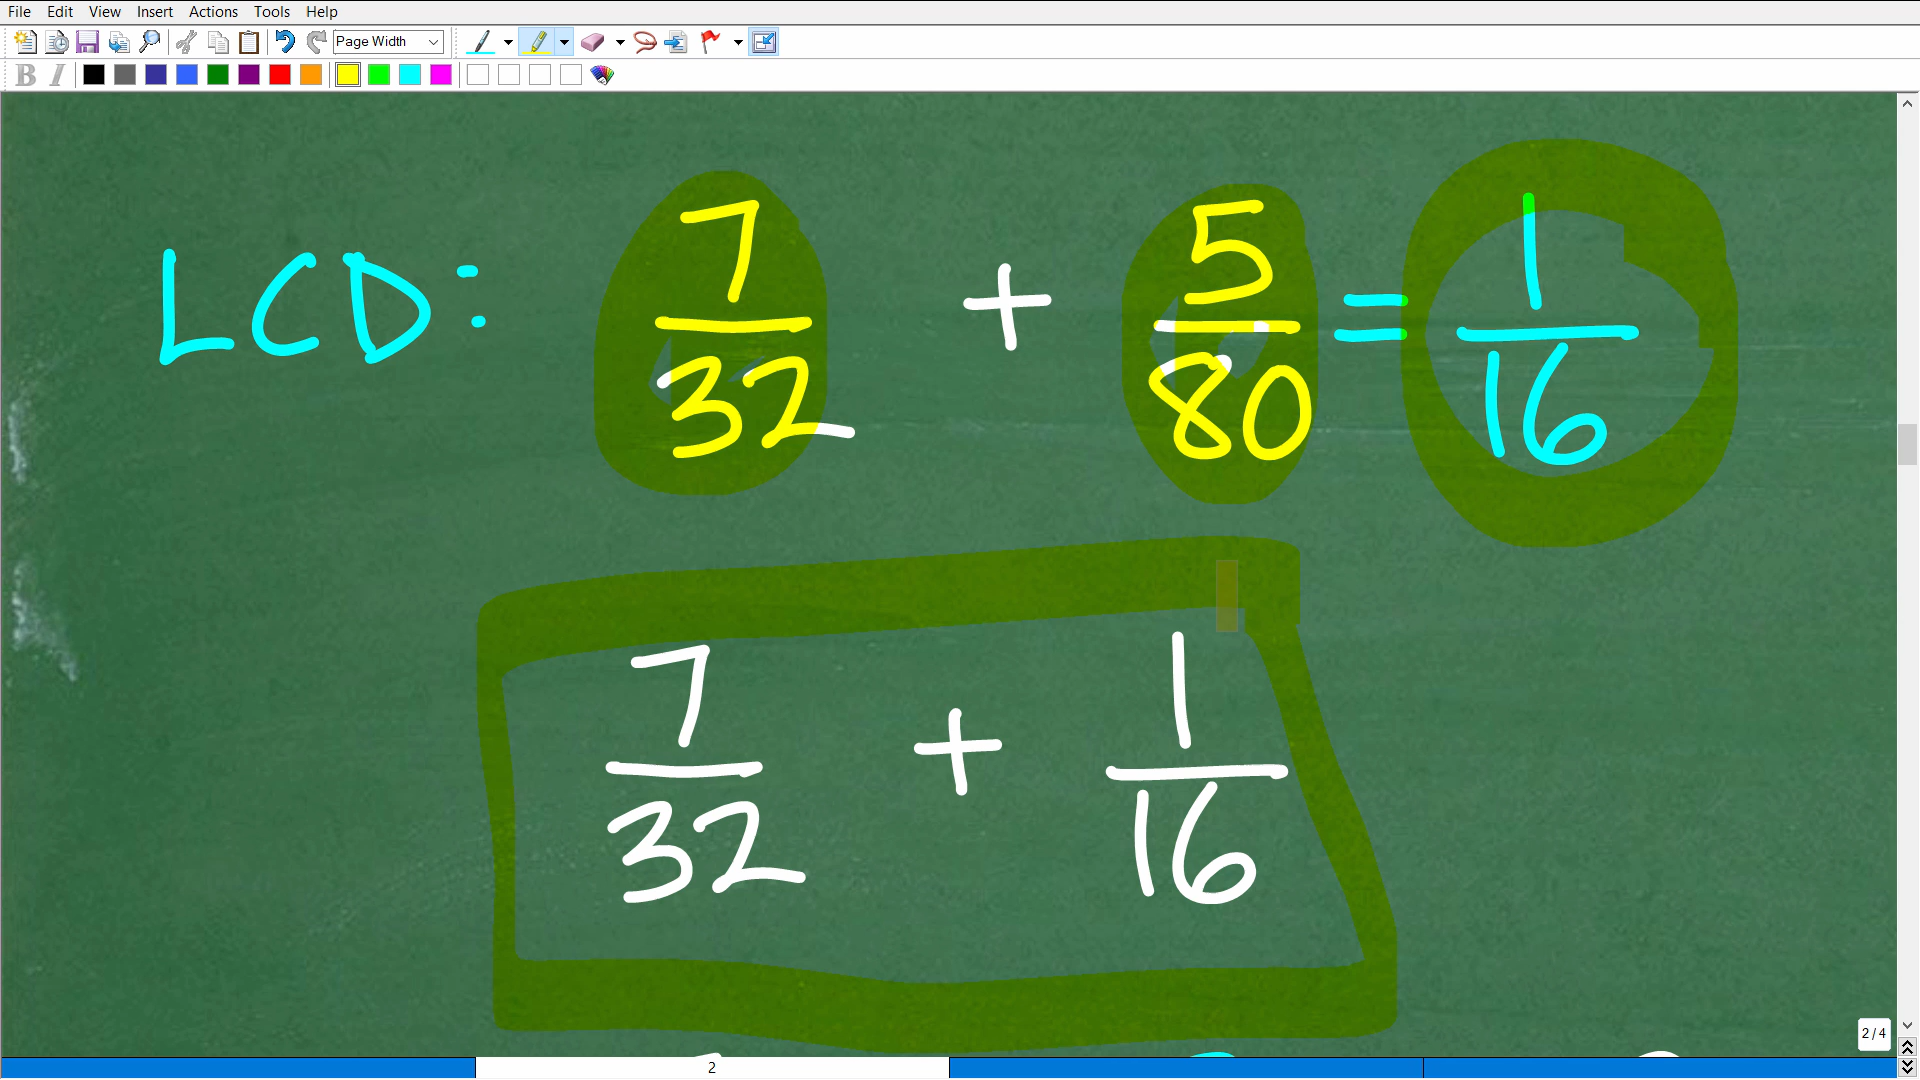 File Edit View Insert Actions Tools Help
Page Width
B I
LCD: 7/32 + 5/80 = 1/16
7/32 + 1/16
2 / 4
2